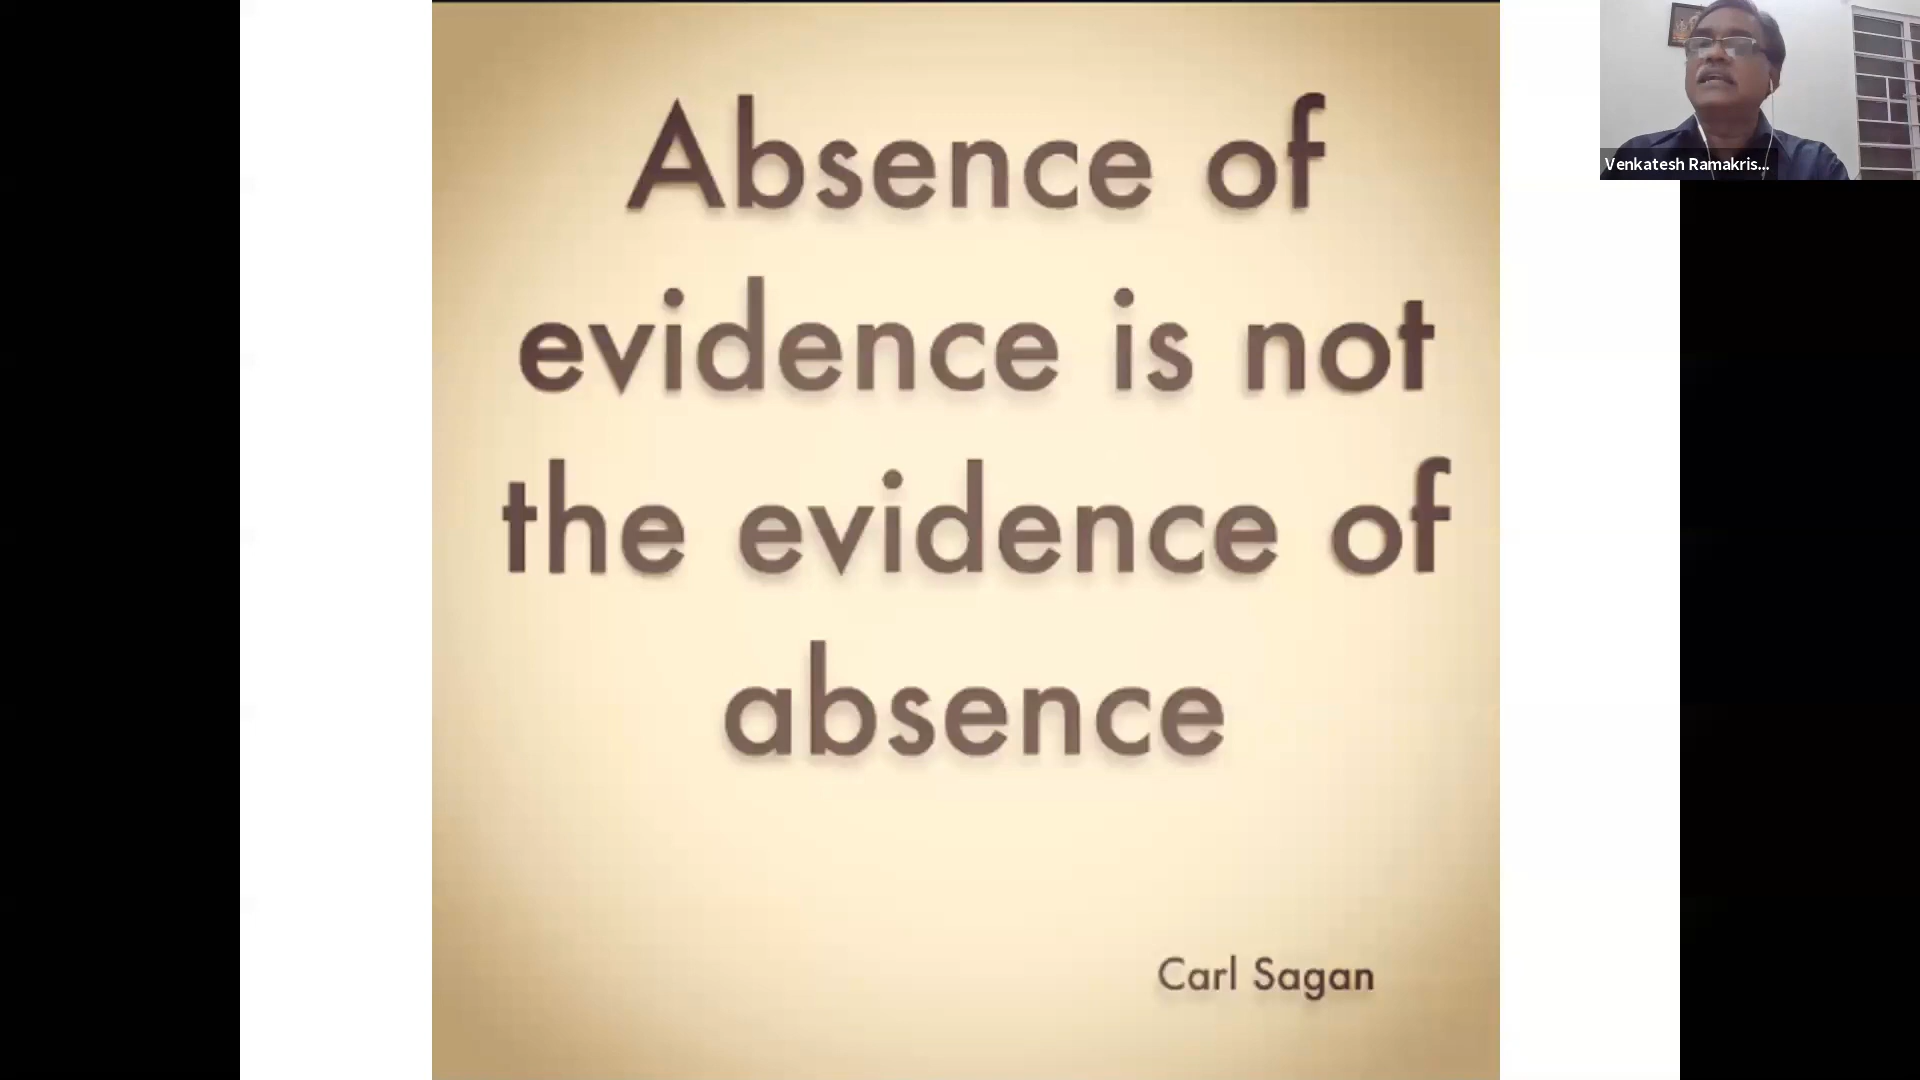 Absence of
evidence is not
the evidence of
absence
Carl Sagan
Venkatesh Ramakris...